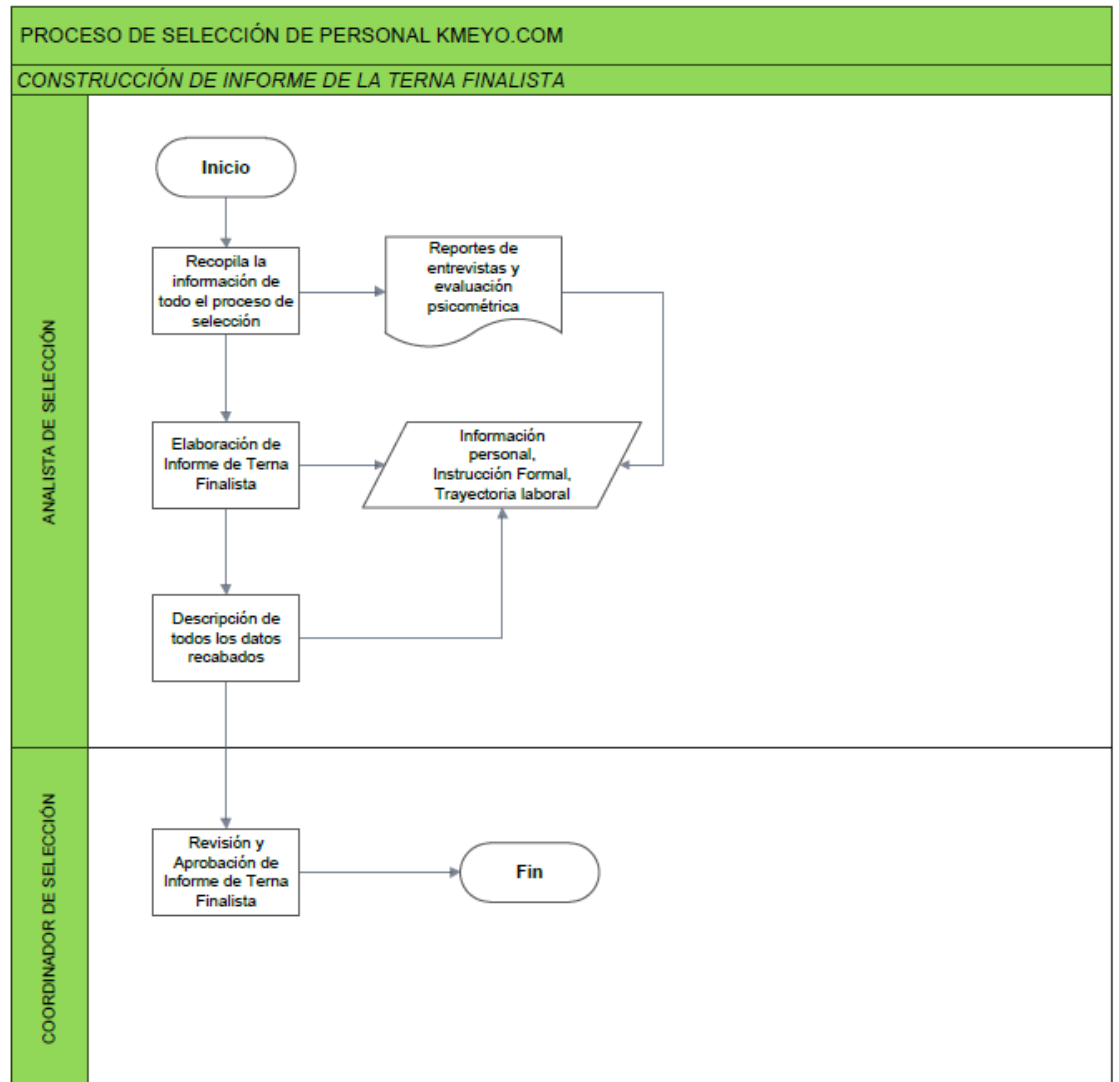 PROCESO DE SELECCIÓN DE PERSONAL KMEYO.COM
CONSTRUCCIÓN DE INFORME DE LA TERNA FINALISTA
ANALISTA DE SELECCIÓN
Inicio
Recopila la
información de
todo el proceso de
selección
Reportes de
entrevistas y
evaluación
psicométrica
Elaboración de
Informe de Terna
Finalista
Información
personal,
Instrucción Formal,
Trayectoria laboral
Descripción de
todos los datos
recabados
COORDINADOR DE SELECCIÓN
Revisión y
Aprobación de
Informe de Terna
Finalista
Fin